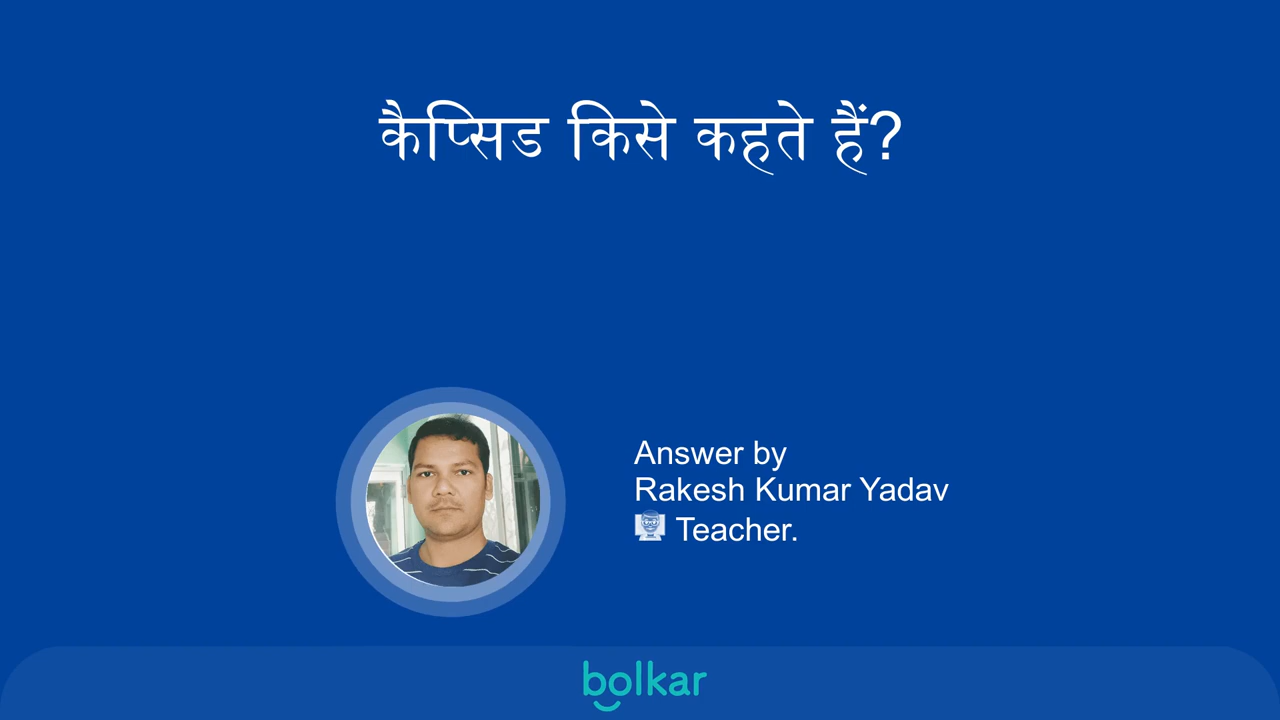 कैप्सिड किसे कहते हैं?
Answer by
Rakesh Kumar Yadav
Teacher.
bolkar